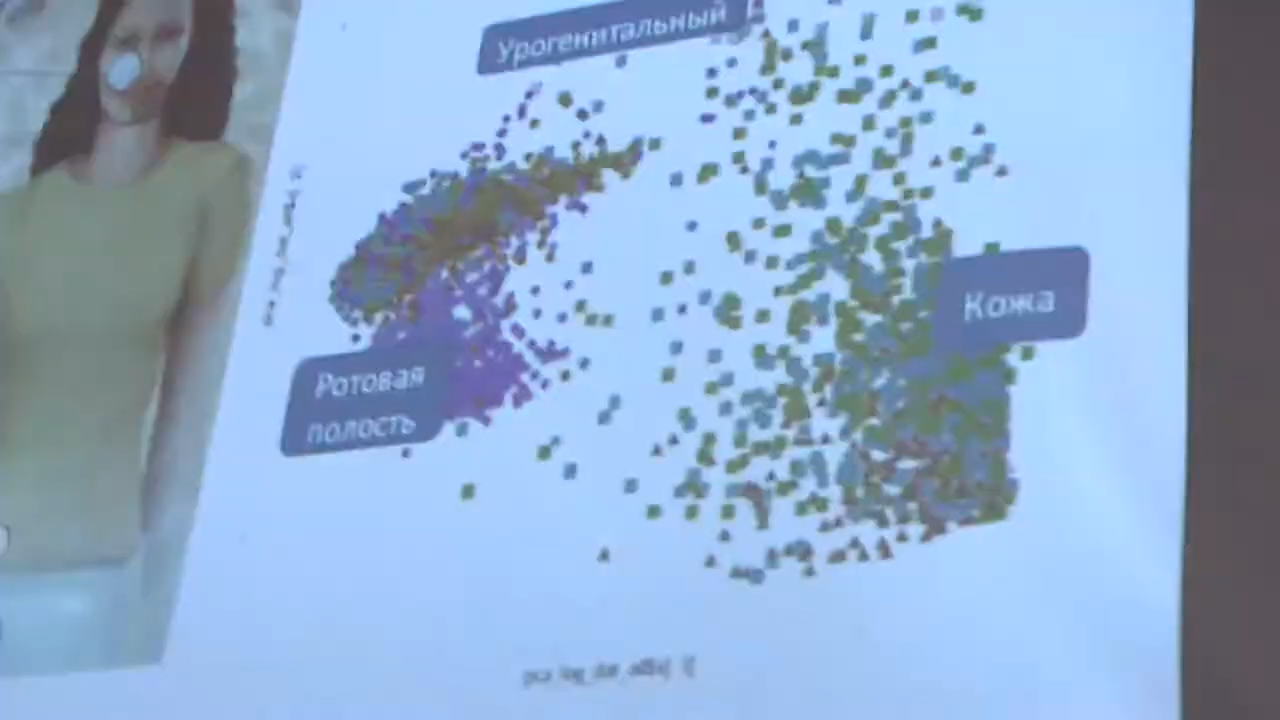 Урогенитальный
Кожа
Ротовая
полость